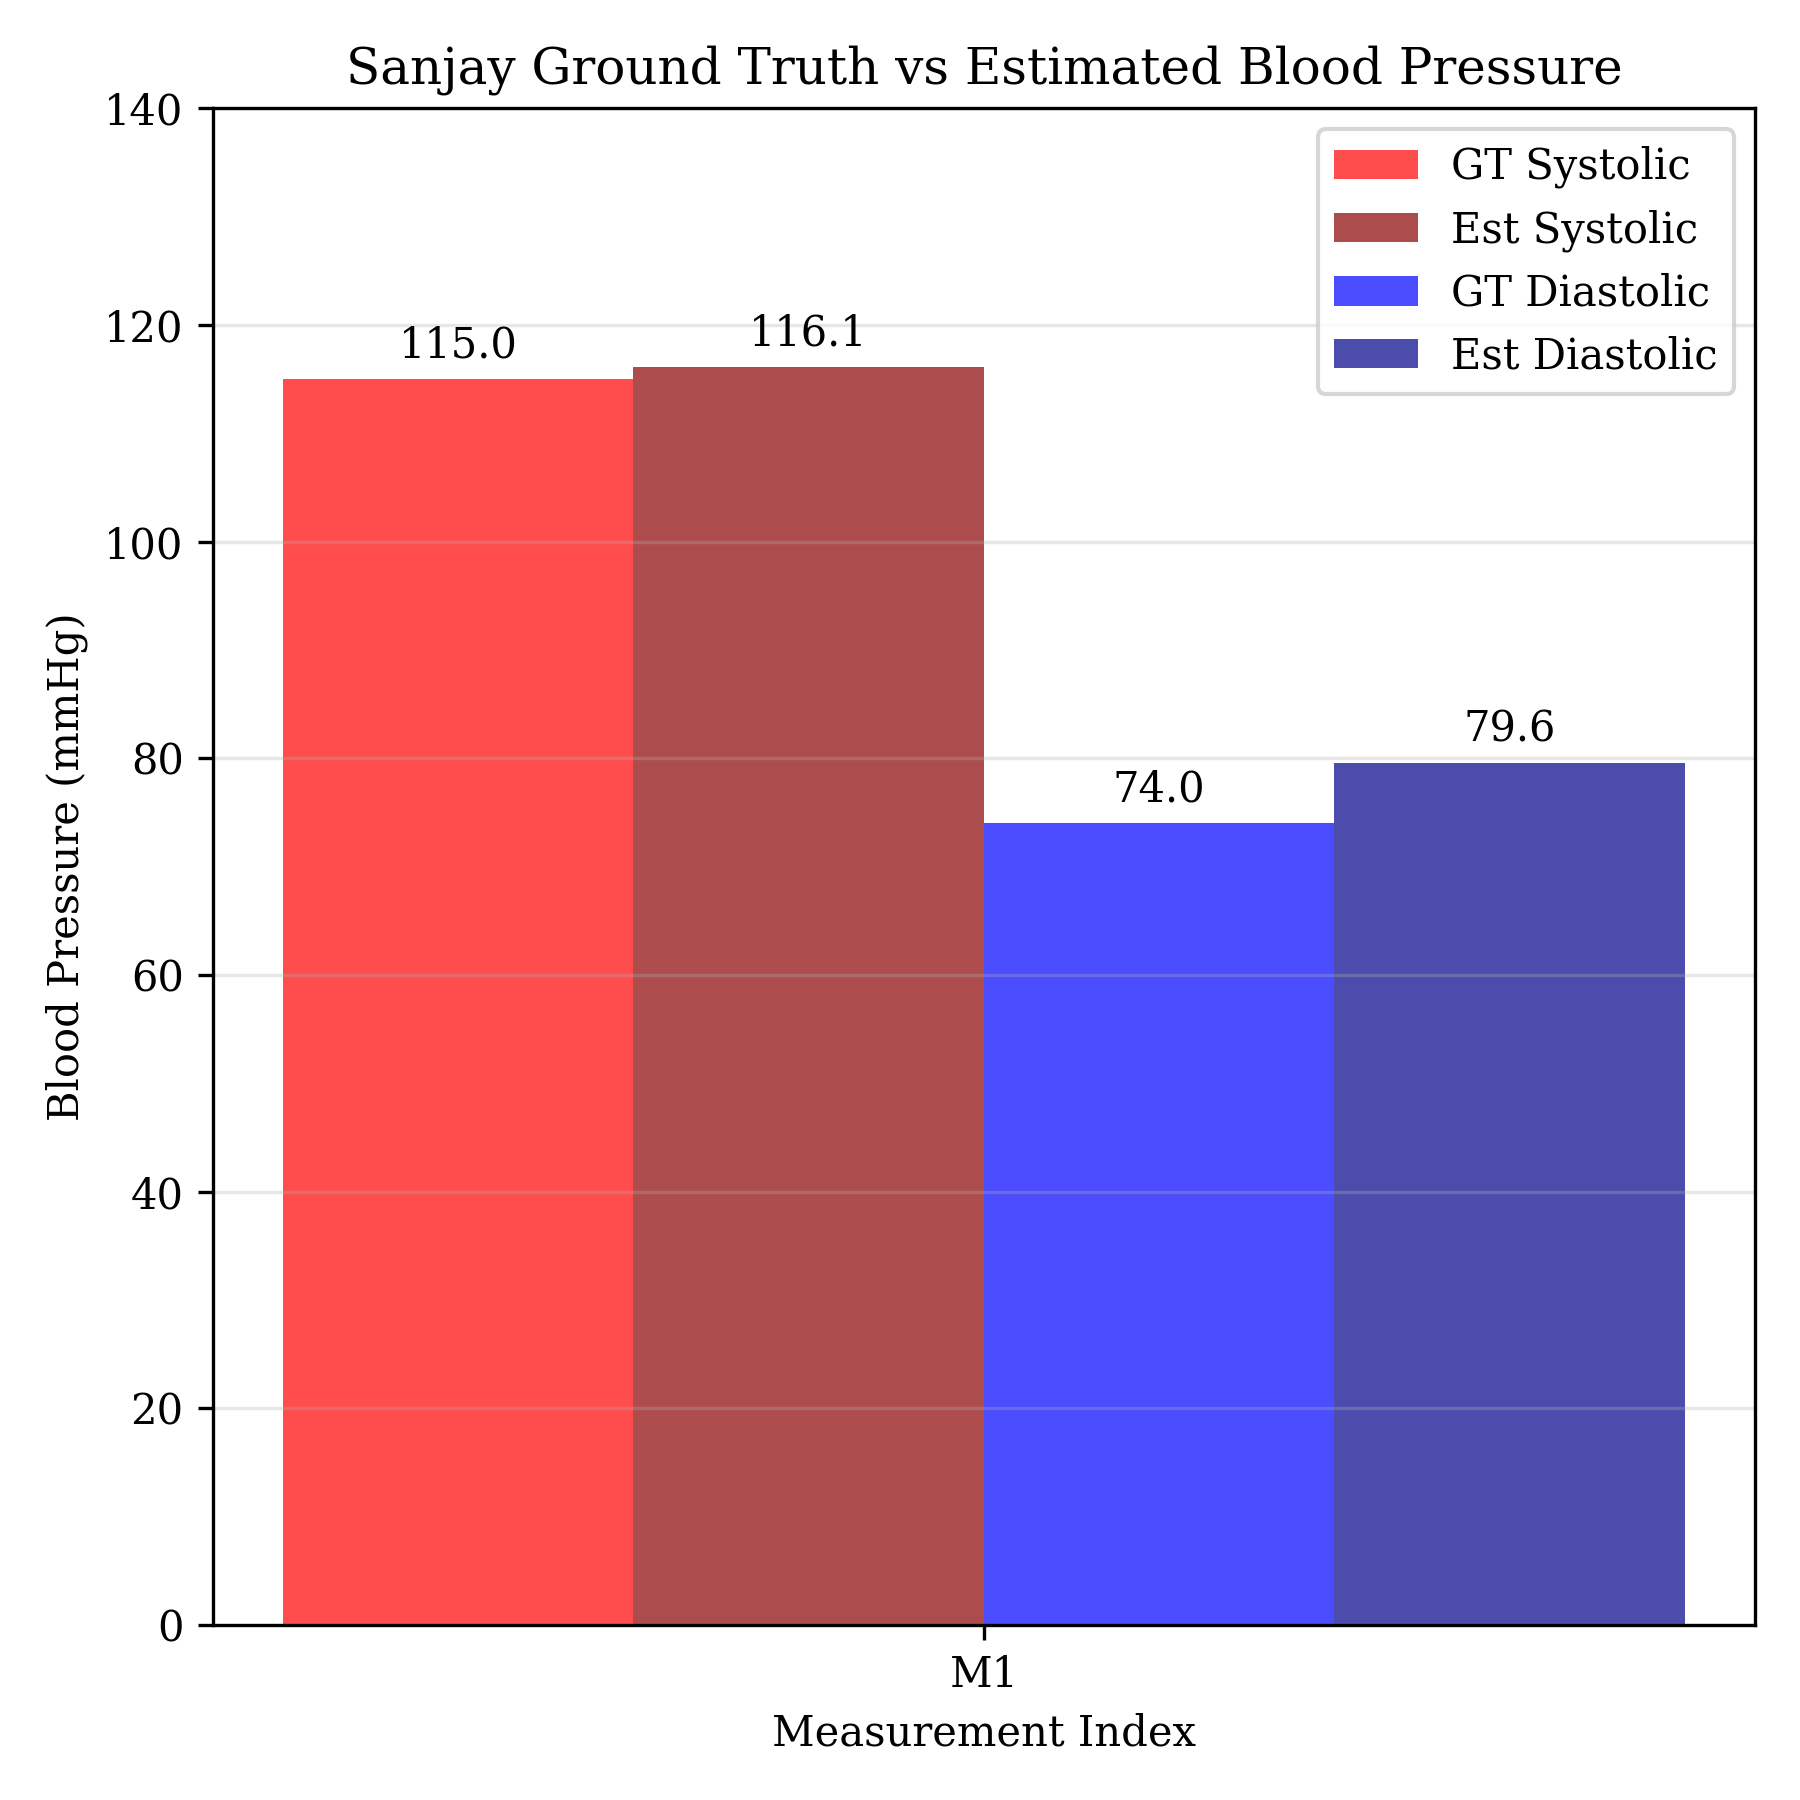 Sanjay Ground Truth vs Estimated Blood Pressure
140
120
100
80
60
40
20
0
Blood Pressure (mmHg)
GT Systolic
Est Systolic
GT Diastolic
Est Diastolic
115.0
116.1
74.0
79.6
M1
Measurement Index